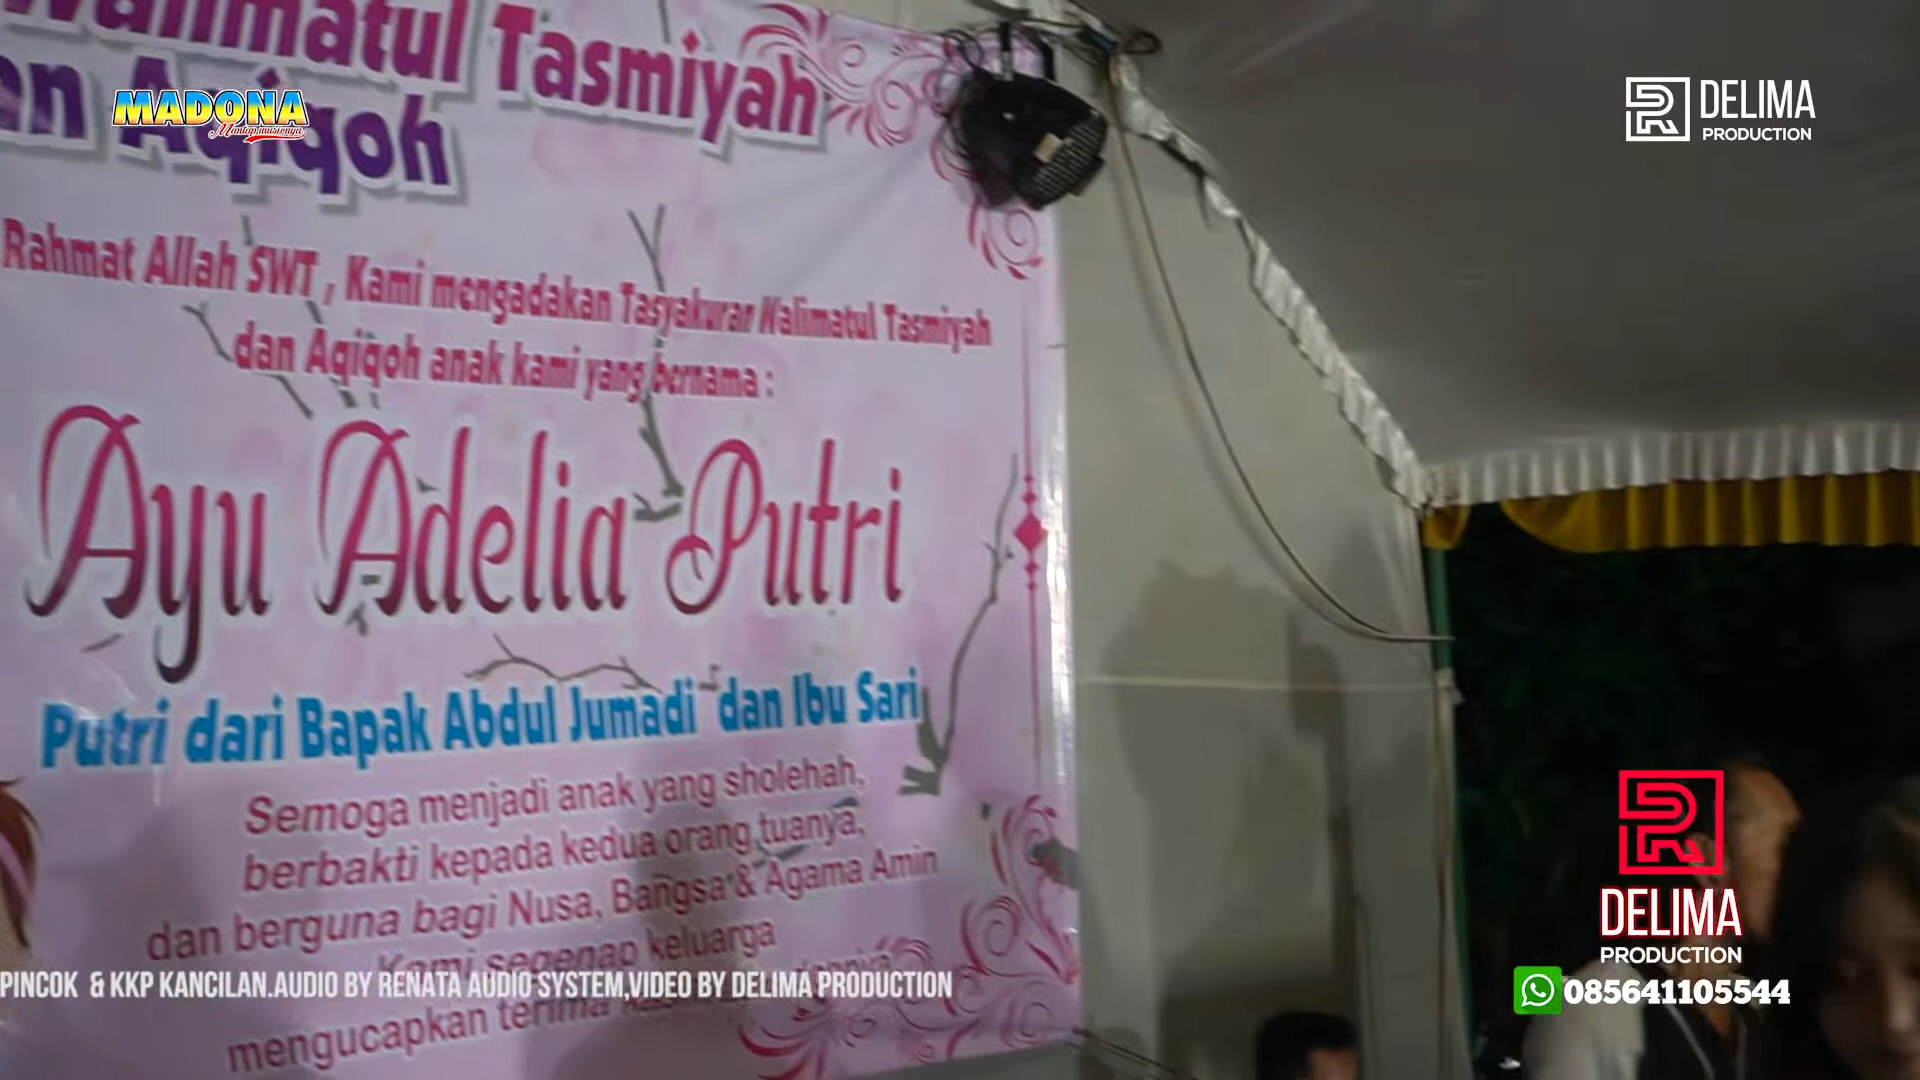 Walimatul Tasmiyah
an Aqiqoh
MADONA
Mantap musicnya
DELIMA
PRODUCTION
Rahmat Allah SWT , Kami mengadakan Tasyakuran Walimatul Tasmiyah
dan Aqiqoh anak kami yang bernama :
Ayu Adelia Putri
Putri dari Bapak Abdul Jumadi dan Ibu Sari
Semoga menjadi anak yang sholehah,
berbakti kepada kedua orang tuanya,
dan berguna bagi Nusa, Bangsa & Agama Amin
Kami segenap keluarga
mengucapkan terima
PINCOK & KKP KANCILAN.AUDIO BY RENATA AUDIO SYSTEM,VIDEO BY DELIMA PRODUCTION
DELIMA
PRODUCTION
085641105544